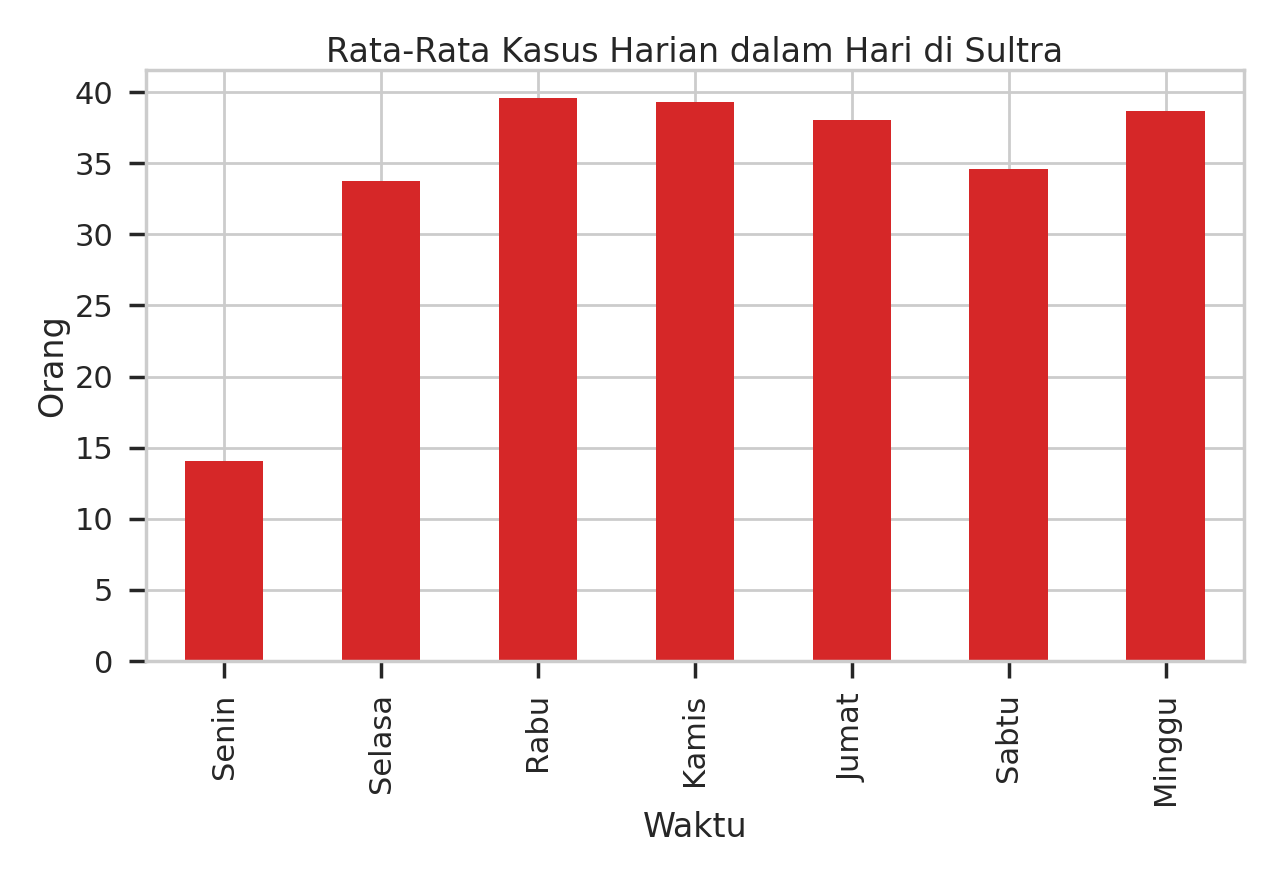 Rata-Rata Kasus Harian dalam Hari di Sultra
40
35
30
25
20
15
10
5
0
Orang
Senin
Selasa
Rabu
Kamis
Jumat
Sabtu
Minggu
Waktu